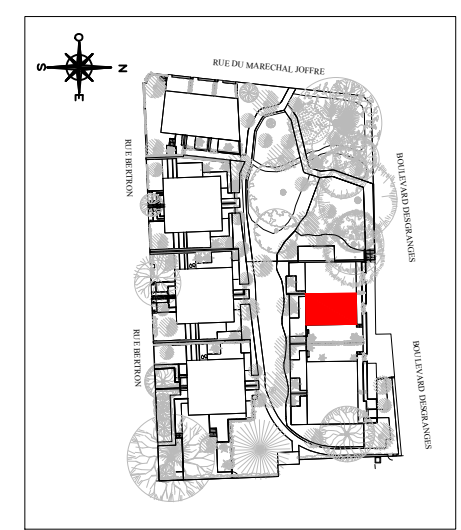 O
S
N
E
RUE DU MARECHAL JOFFRE
RUE BERTRON
BOULEVARD DESGRANGES
RUE BERTRON
BOULEVARD DESGRANGES